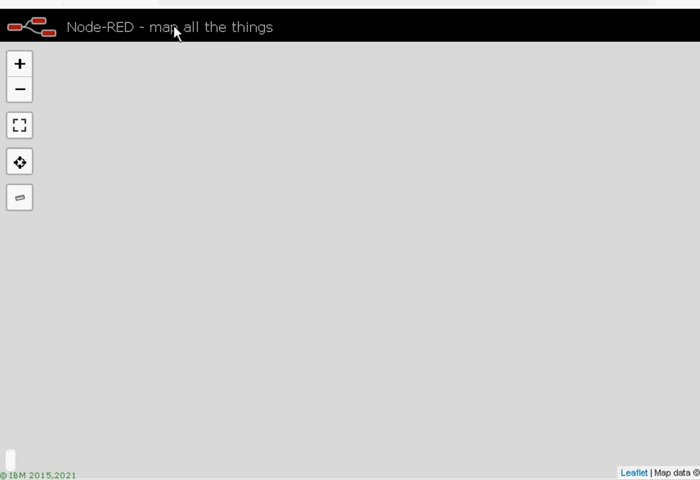 Node-RED - map all the things
+
−
© IBM 2015,2021
Leaflet | Map data ©